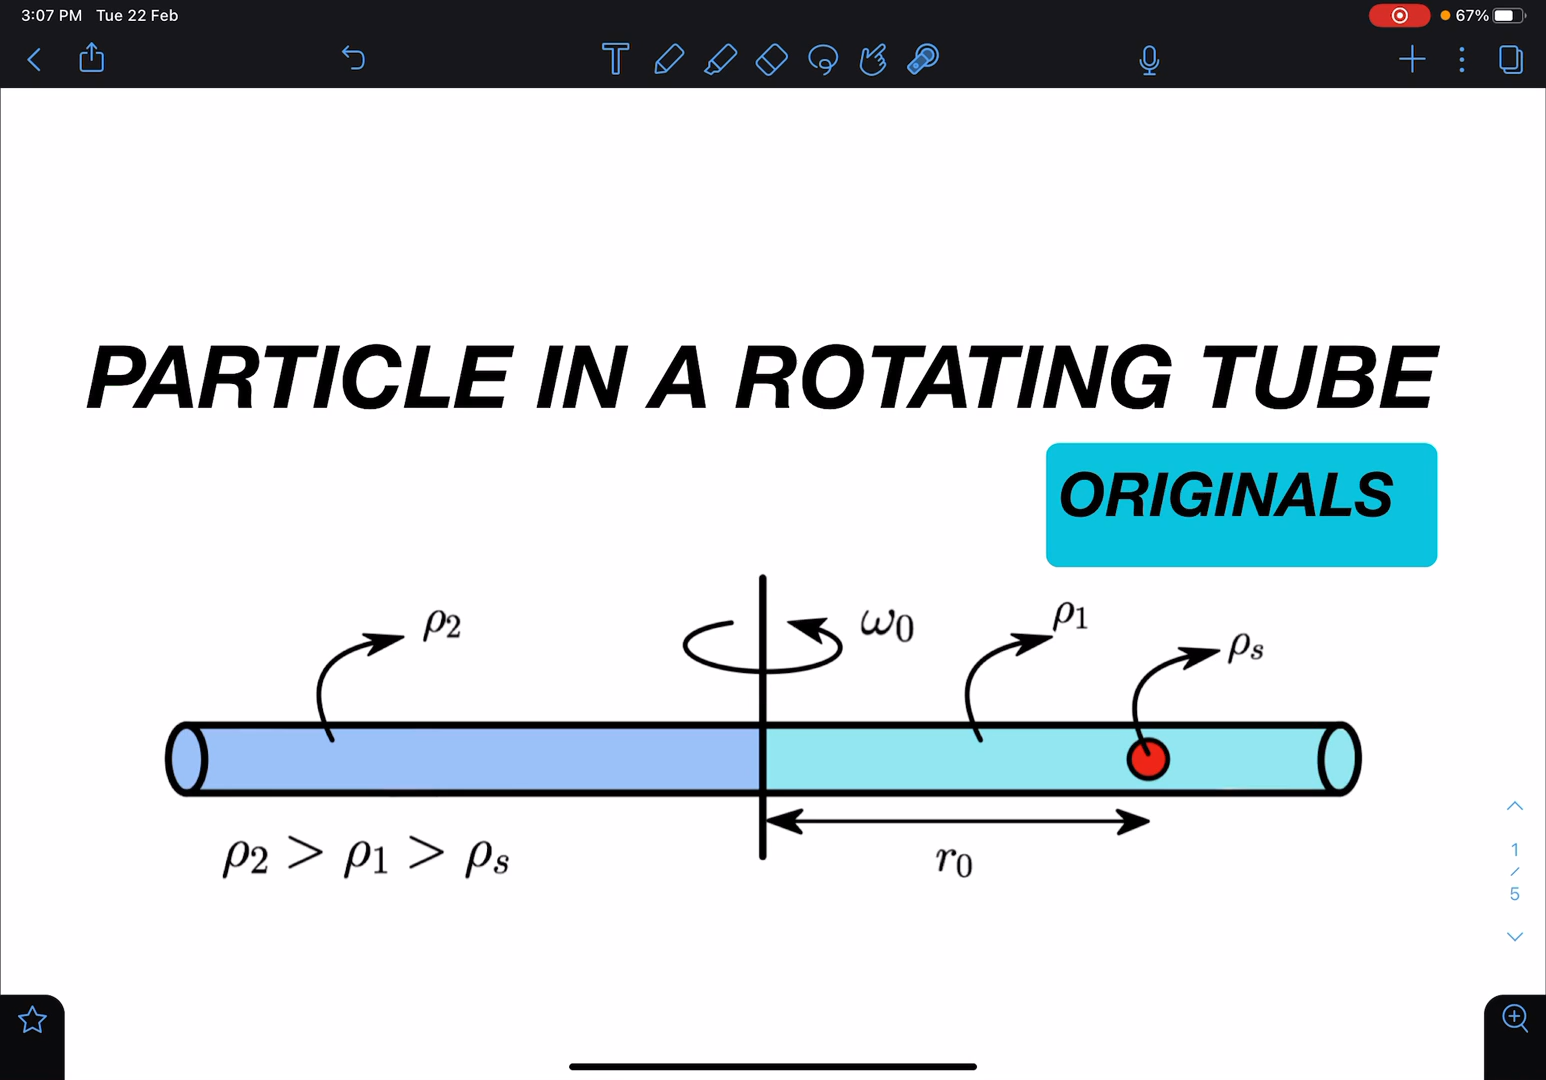 3:07 PM Tue 22 Feb
67%
T
PARTICLE IN A ROTATING TUBE
ORIGINALS
ρ₂
ω₀
ρ₁
ρₛ
ρ₂ > ρ₁ > ρₛ
r₀
1
/
5